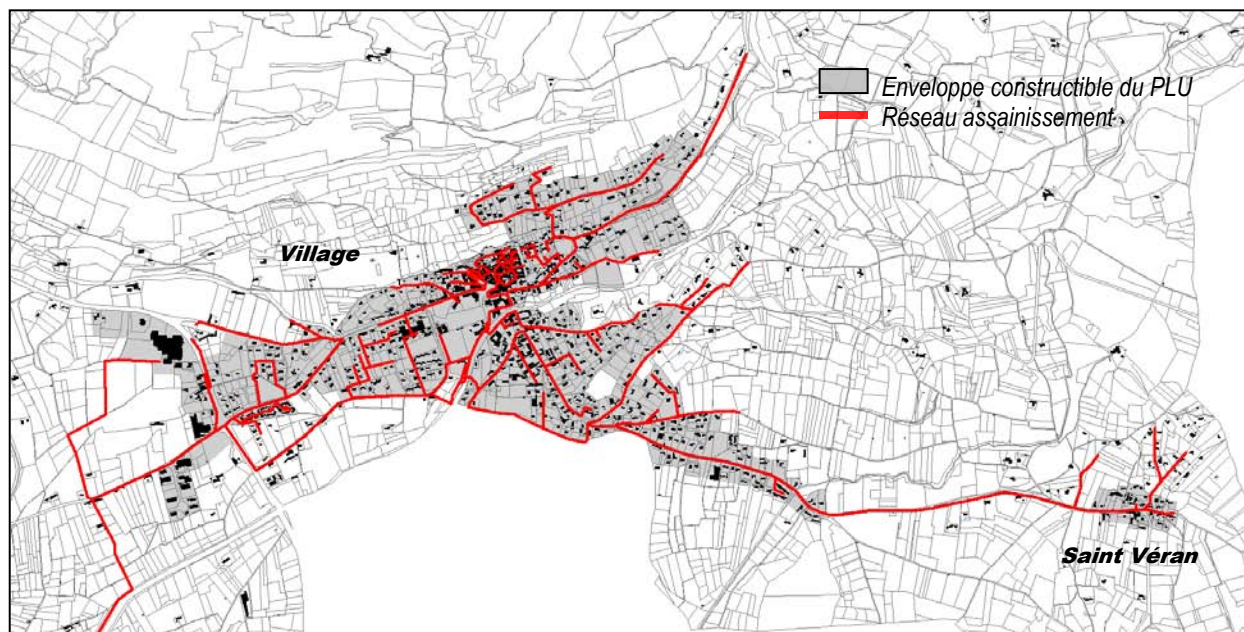 Enveloppe constructible du PLU
Réseau assainissement
Village
Saint Véran